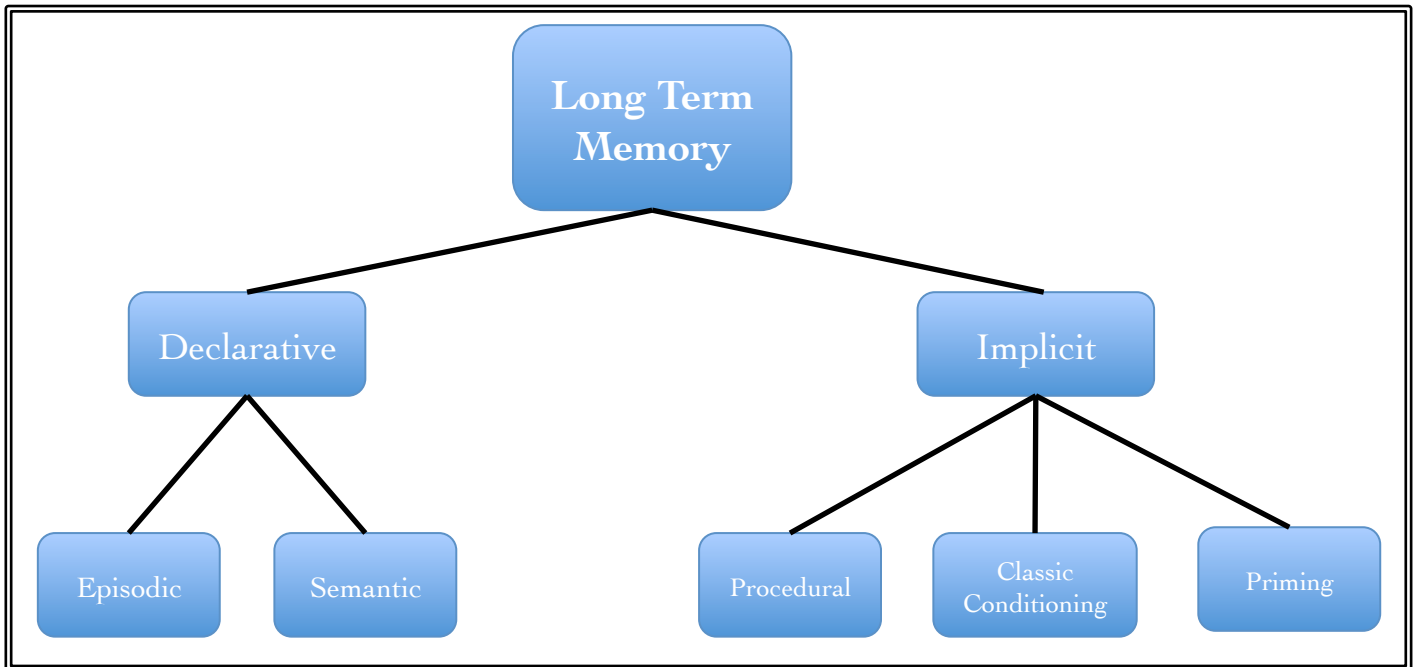 Long Term
Memory
Declarative
Implicit
Episodic
Semantic
Procedural
Classic
Conditioning
Priming